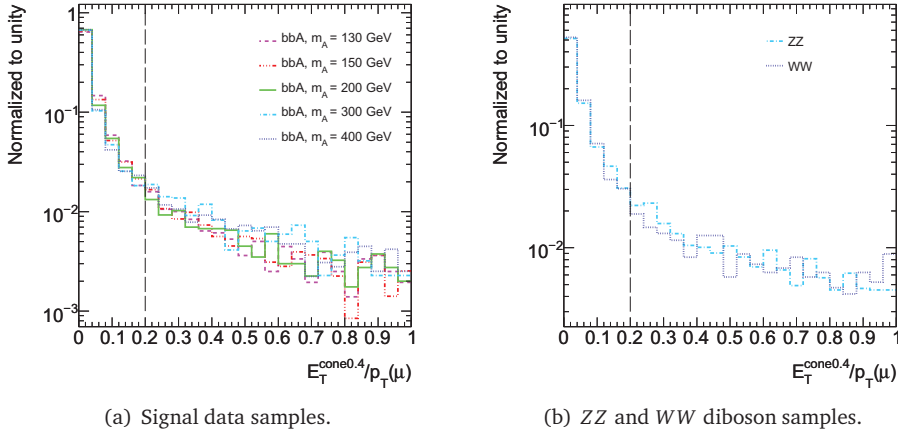 Normalized to unity
1
10⁻¹
10⁻²
10⁻³
bbA, m_A = 130 GeV
bbA, m_A = 150 GeV
bbA, m_A = 200 GeV
bbA, m_A = 300 GeV
bbA, m_A = 400 GeV
0 0.1 0.2 0.3 0.4 0.5 0.6 0.7 0.8 0.9 1
E_T^cone0.4/p_T(μ)
(a) Signal data samples.
Normalized to unity
10⁻¹
10⁻²
ZZ
WW
0 0.1 0.2 0.3 0.4 0.5 0.6 0.7 0.8 0.9 1
E_T^cone0.4/p_T(μ)
(b) ZZ and WW diboson samples.